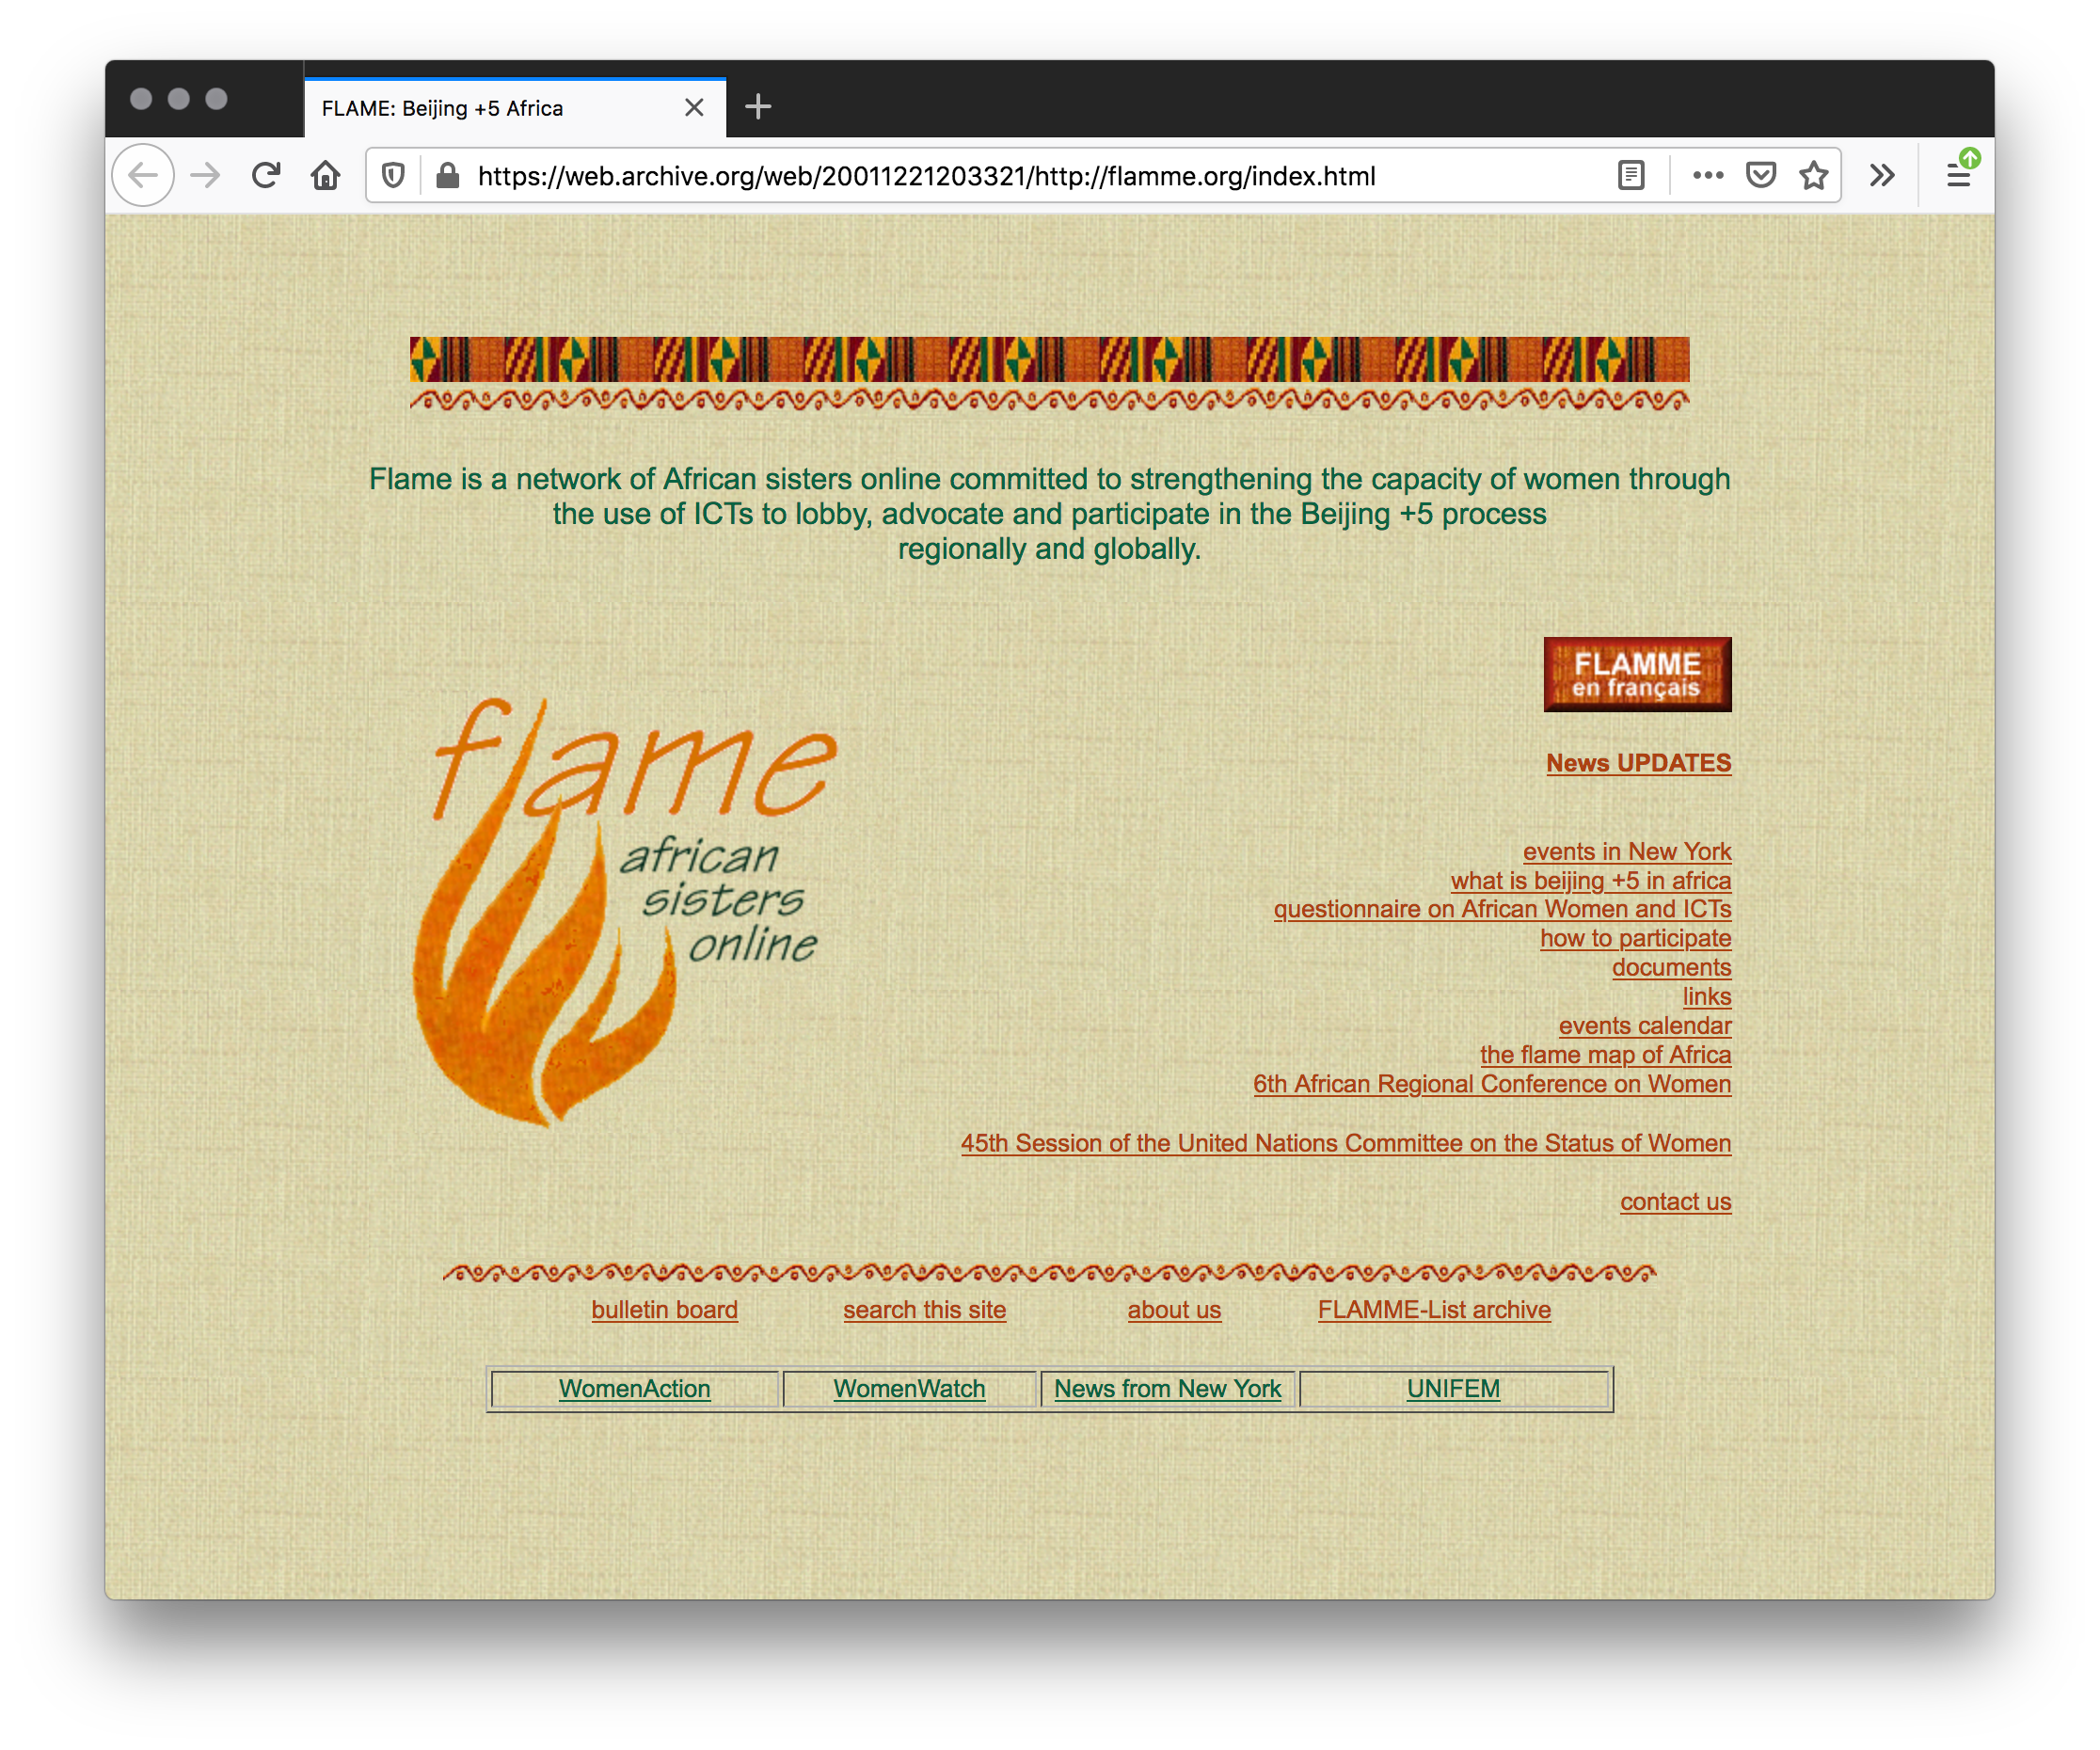 FLAME: Beijing +5 Africa
https://web.archive.org/web/20011221203321/http://flamme.org/index.html
Flame is a network of African sisters online committed to strengthening the capacity of women through
the use of ICTs to lobby, advocate and participate in the Beijing +5 process
regionally and globally.
FLAMME
en français
flame
african
sisters
online
News UPDATES
events in New York
what is beijing +5 in africa
questionnaire on African Women and ICTs
how to participate
documents
links
events calendar
the flame map of Africa
6th African Regional Conference on Women
45th Session of the United Nations Committee on the Status of Women
contact us
bulletin board search this site about us FLAMME-List archive
WomenAction WomenWatch News from New York UNIFEM